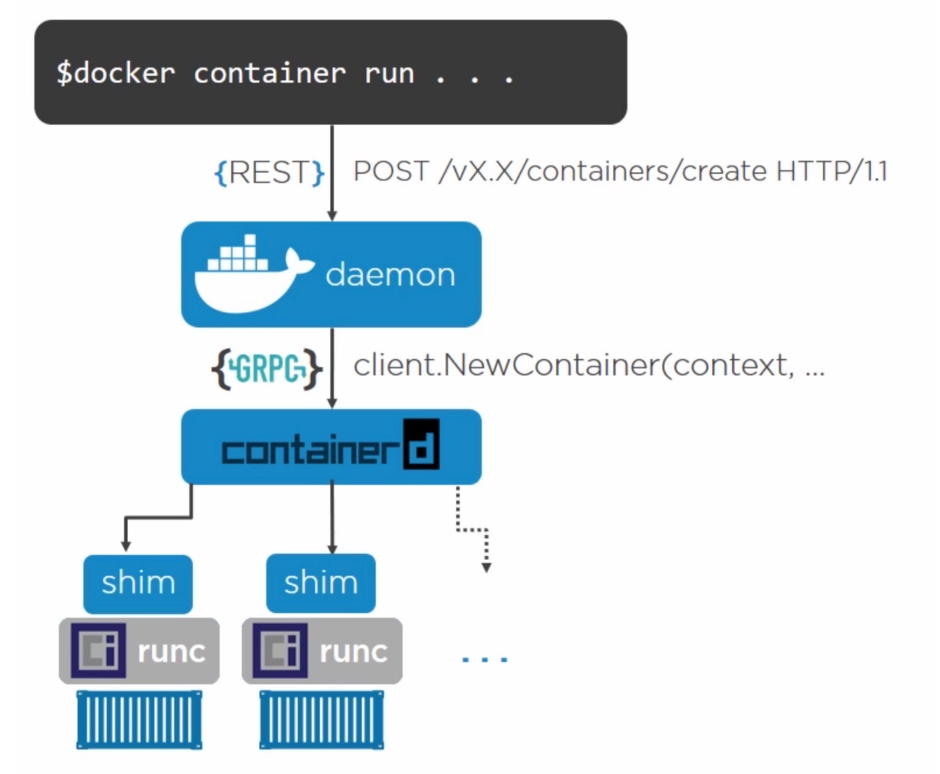 $docker container run . . .
{REST} POST /vX.X/containers/create HTTP/1.1
daemon
{GRPC} client.NewContainer(context, ...
containerd
shim shim
runc runc
...